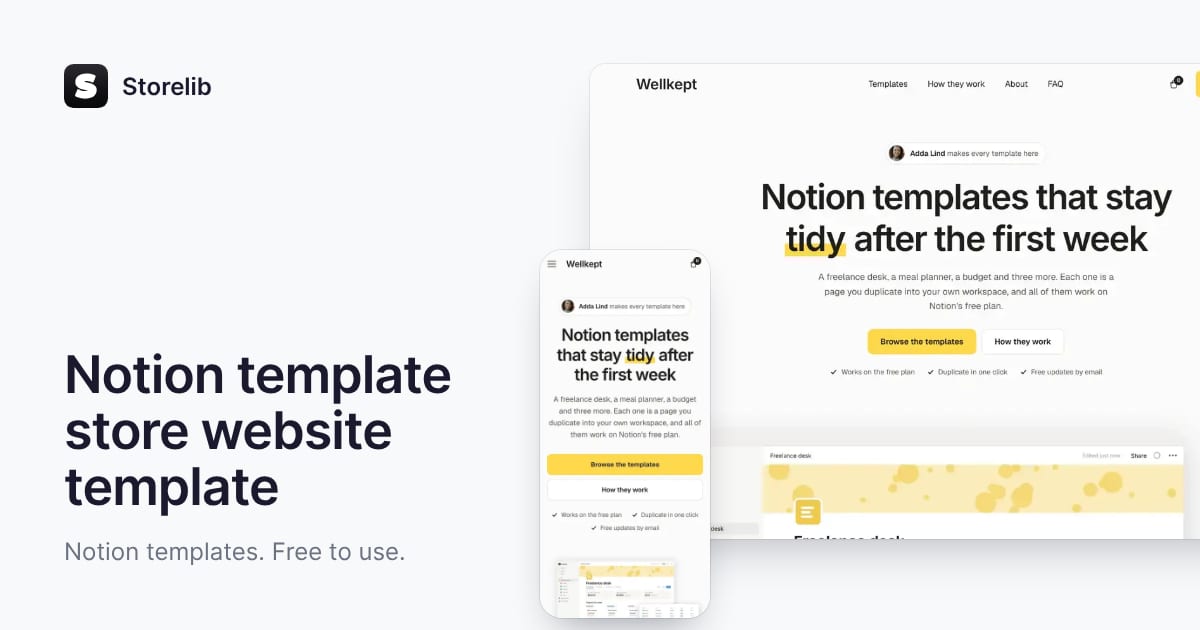 Storelib
Notion template
store website
template
Notion templates. Free to use.
Wellkept
Templates
How they work
About
FAQ
0
Adda Lind makes every template here
Notion templates that stay
tidy after the first week
A freelance desk, a meal planner, a budget and three more. Each one is a
page you duplicate into your own workspace, and all of them work on
Notion's free plan.
Browse the templates
How they work
Works on the free plan
Duplicate in one click
Free updates by email
Freelance desk
Edited just now
Share
desk
Freelance desk
Wellkept
0
Adda Lind makes every template here
Notion templates
that stay tidy after
the first week
A freelance desk, a meal planner, a budget
and three more. Each one is a page you
duplicate into your own workspace, and all of
them work on Notion's free plan.
Browse the templates
How they work
Works on the free plan
Duplicate in one click
Free updates by email
Freelance desk